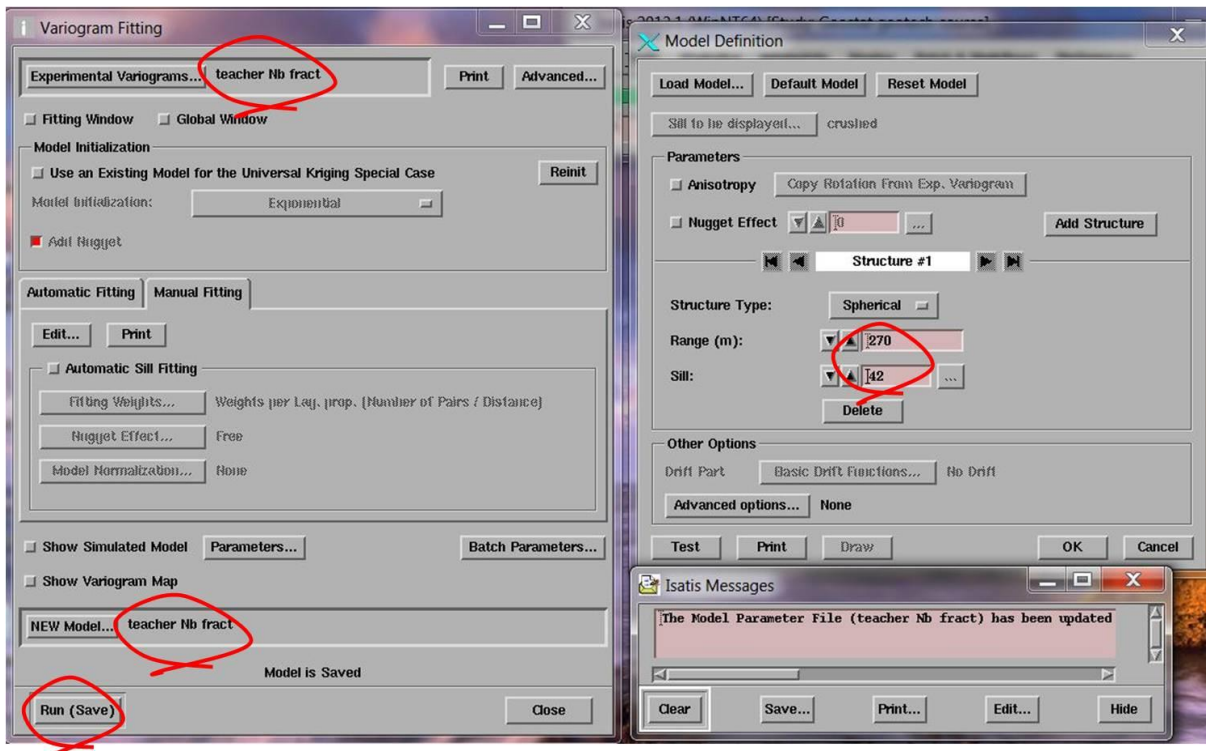 Variogram Fitting
Experimental Variograms... teacher Nb fract Print Advanced...
Fitting Window Global Window
Model Initialization
Use an Existing Model for the Universal Kriging Special Case Reinit
Model Initialization: Exponential
Add Nugget
Automatic Fitting Manual Fitting
Edit... Print
Automatic Sill Fitting
Fitting Weights... Weights per Lag. prop. (Number of Pairs / Distance)
Nugget Effect... Free
Model Normalization... None
Show Simulated Model Parameters... Batch Parameters...
Show Variogram Map
NEW Model... teacher Nb fract
Model is Saved
Run (Save) Close
Model Definition
Load Model... Default Model Reset Model
Sill to be displayed... crushed
Parameters
Anisotropy Copy Rotation From Exp. Variogram
Nugget Effect 0 ... Add Structure
Structure #1
Structure Type: Spherical
Range (m): 270
Sill: 42 ...
Delete
Other Options
Drift Part Basic Drift Functions... No Drift
Advanced options... None
Test Print Draw OK Cancel
Isatis Messages
The Model Parameter File (teacher Nb fract) has been updated
Clear Save... Print... Edit... Hide